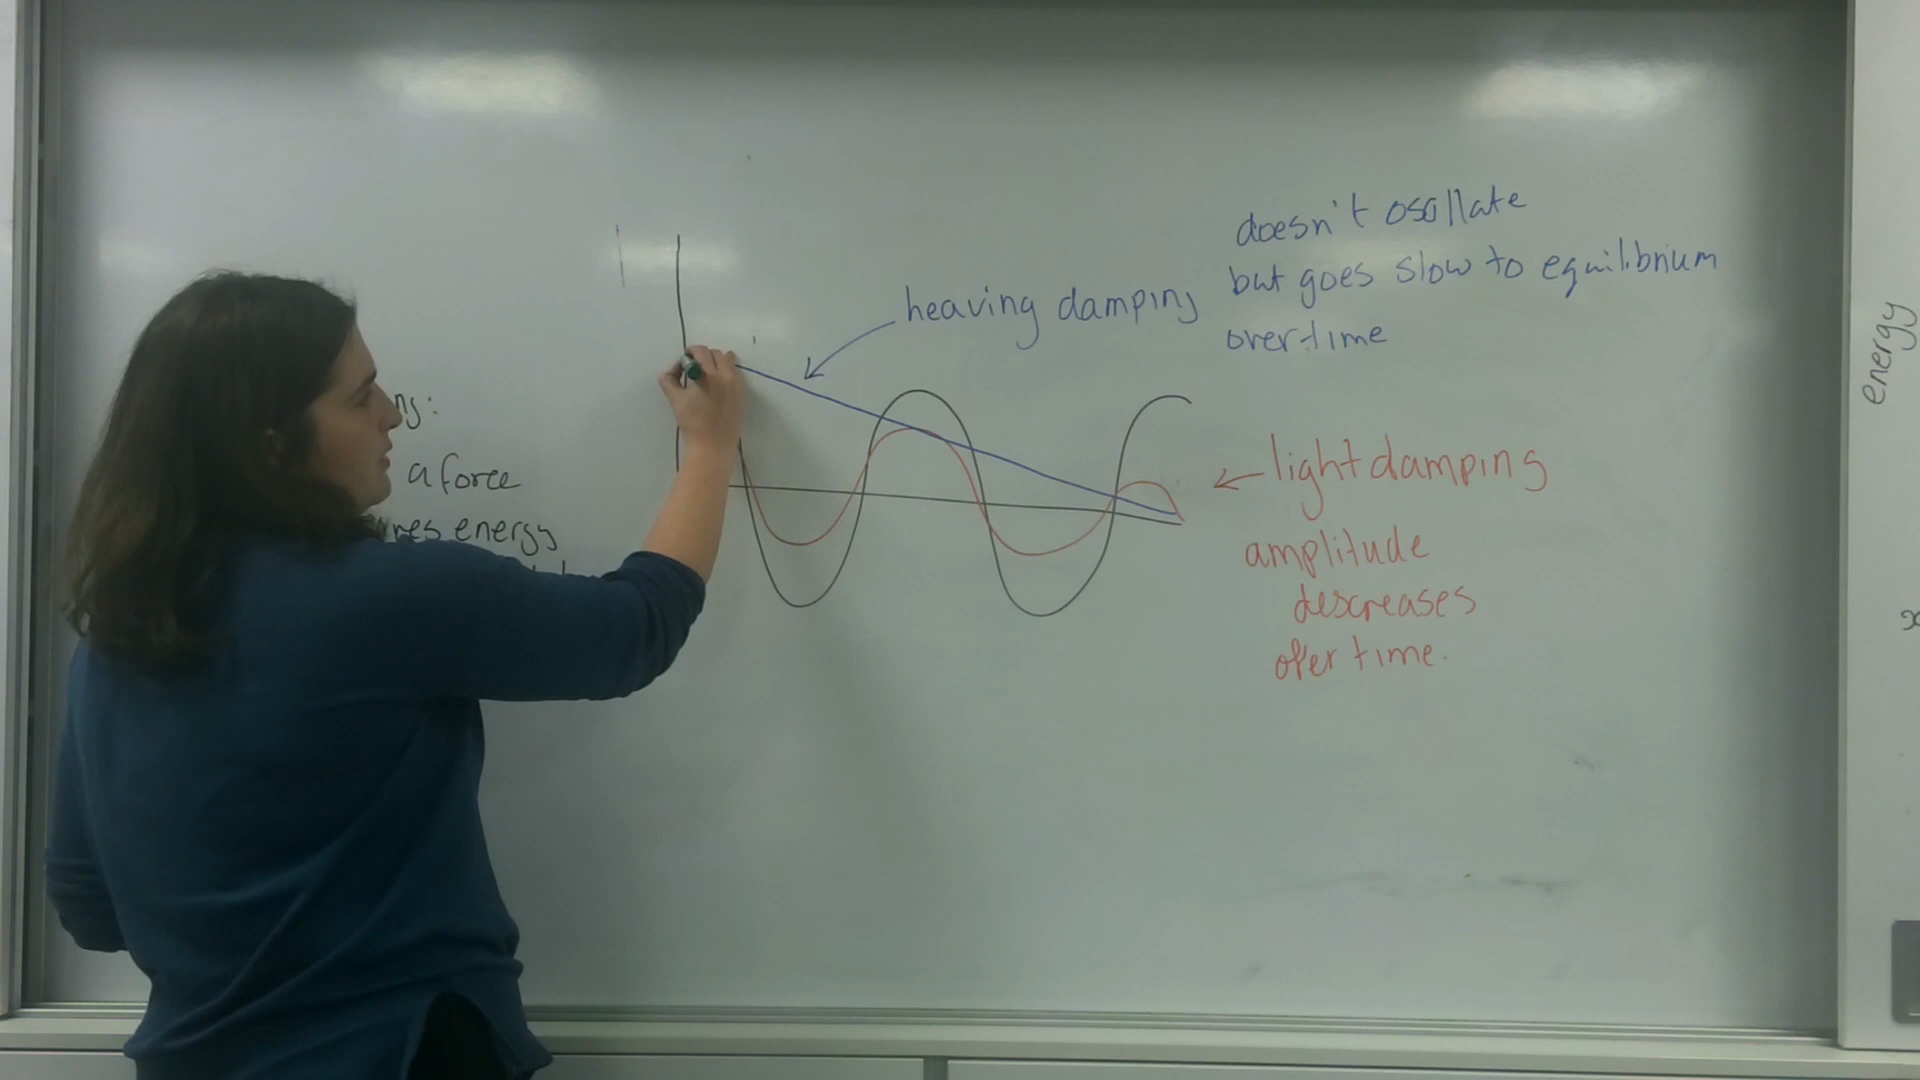 a force
energy
heaving damping
doesn't oscillate
but goes slow to equilibrium
over time
light damping
amplitude
descreases
over time.
energy